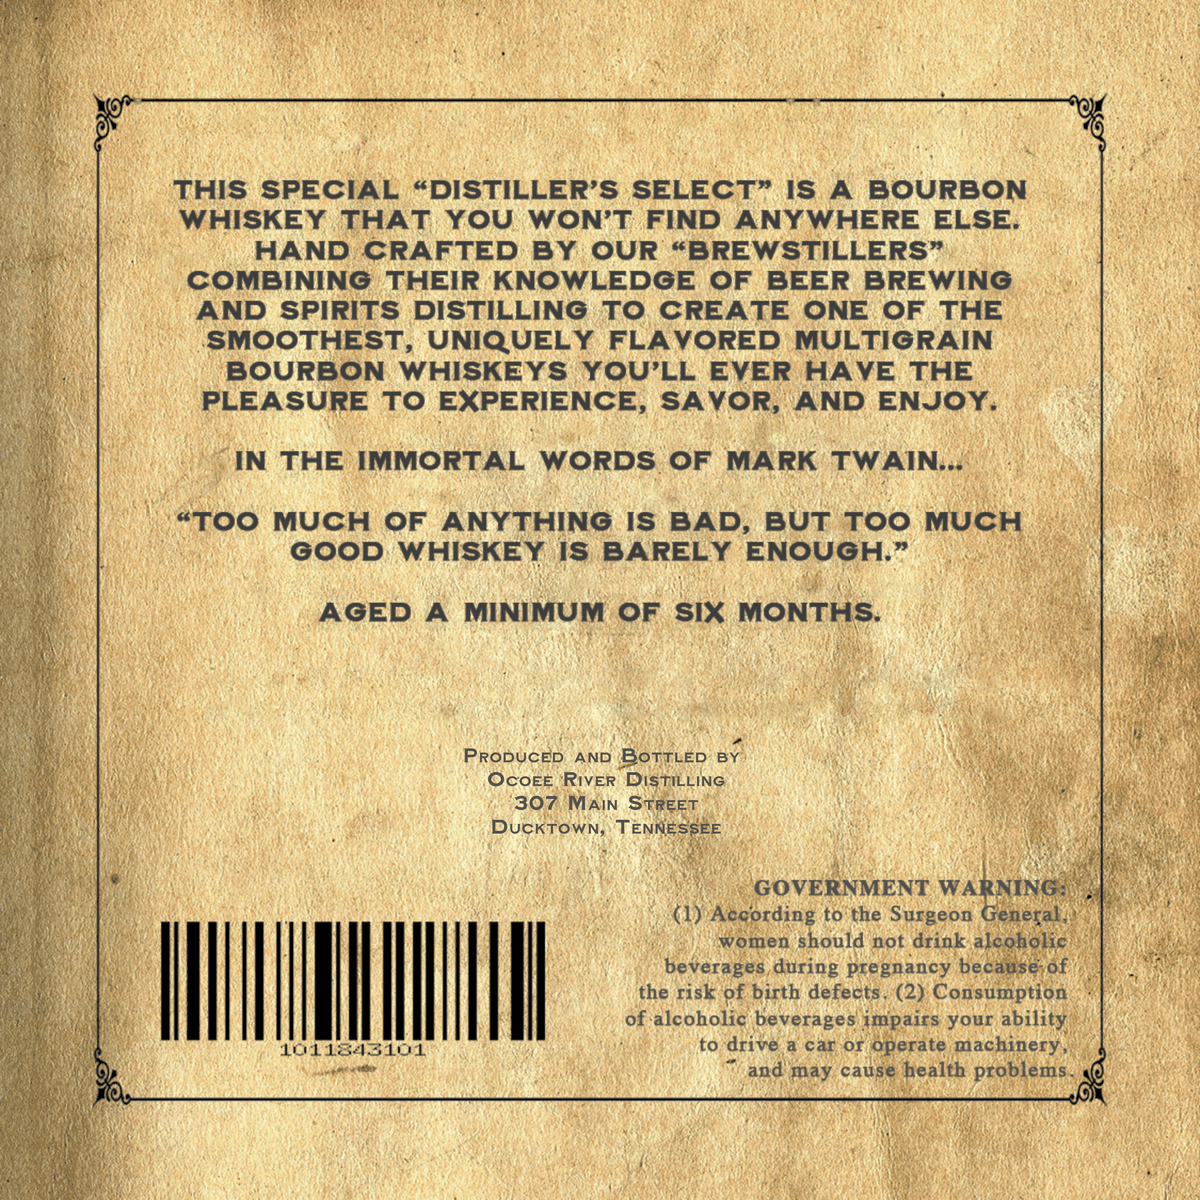 THIS SPECIAL “DISTILLER’S SELECT” IS A BOURBON
WHISKEY THAT YOU WON’T FIND ANYWHERE ELSE.
HAND CRAFTED BY OUR “BREWSTILLERS”
COMBINING THEIR KNOWLEDGE OF BEER BREWING
AND SPIRITS DISTILLING TO CREATE ONE OF THE
SMOOTHEST, UNIQUELY FLAVORED MULTIGRAIN
BOURBON WHISKEYS YOU’LL EVER HAVE THE
PLEASURE TO EXPERIENCE, SAVOR, AND ENJOY.
IN THE IMMORTAL WORDS OF MARK TWAIN...
“TOO MUCH OF ANYTHING IS BAD, BUT TOO MUCH
GOOD WHISKEY IS BARELY ENOUGH.”
AGED A MINIMUM OF SIX MONTHS.
PRODUCED AND BOTTLED BY
OCOEE RIVER DISTILLING
307 MAIN STREET
DUCKTOWN, TENNESSEE
GOVERNMENT WARNING:
(1) According to the Surgeon General,
women should not drink alcoholic
beverages during pregnancy because of
the risk of birth defects. (2) Consumption
of alcoholic beverages impairs your ability
to drive a car or operate machinery,
and may cause health problems.
1011843101